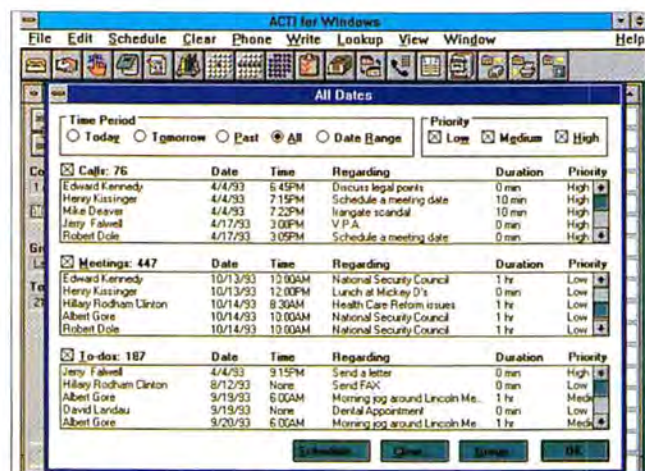 ACT! for Windows
File Edit Schedule Clear Phone Write Lookup View Window Help
All Dates
Time Period Priority
Today Tomorrow Past All Date Range Low Medium High
Calls: 76 Date Time Regarding Duration Priority
Edward Kennedy 4/4/93 6:45PM Discuss legal points 0 min High
Henry Kissinger 4/4/93 7:15PM Schedule a meeting date 10 min High
Mike Deaver 4/4/93 7:22PM Irangate scandal 10 min High
Jerry Falwell 4/17/93 3:00PM V.P.A. 0 min High
Robert Dole 4/17/93 3:05PM Schedule a meeting date 0 min High
Meetings: 447 Date Time Regarding Duration Priority
Edward Kennedy 10/13/93 10:00AM National Security Council 1 hr Low
Henry Kissinger 10/13/93 12:00PM Lunch at Mickey D's 0 min Low
Hillary Rodham Clinton 10/14/93 8:30AM Health Care Reform issues 1 hr Low
Albert Gore 10/14/93 10:00AM National Security Council 1 hr Low
Robert Dole 10/14/93 10:00AM National Security Council 1 hr Low
To-dos: 187 Date Time Regarding Duration Priority
Jerry Falwell 4/4/93 9:15PM Send a letter 0 min High
Hillary Rodham Clinton 8/12/93 None Send FAX 0 min Low
Albert Gore 9/19/93 6:00AM Morning jog around Lincoln Me.. 1 hr Medi
David Landau 9/19/93 None Dental Appointment 0 min Low
Albert Gore 9/20/93 6:00AM Morning jog around Lincoln Me.. 1 hr Medi
OK